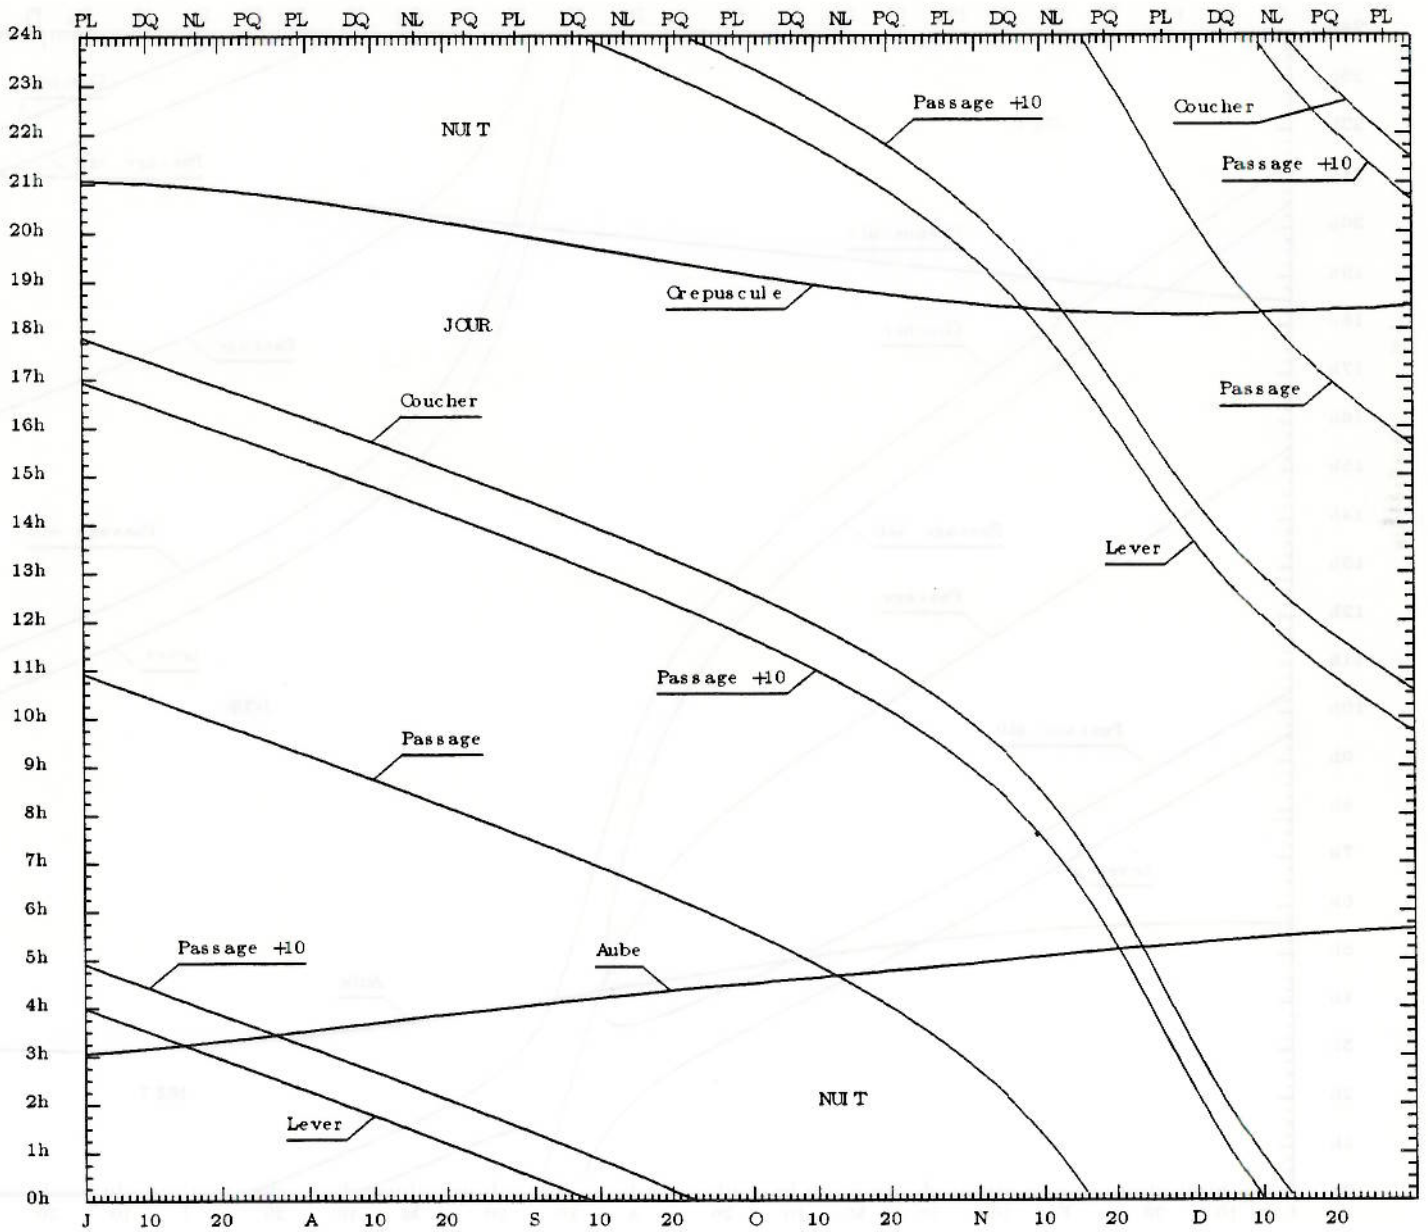 PL DQ NL PQ PL DQ NL PQ PL DQ NL PQ PL DQ NL PQ PL DQ NL PQ PL DQ NL PQ PL
24h
23h
Passage +10
Coucher
22h
NUIT
Passage +10
21h
20h
19h
Crepuscule
18h
JOUR
17h
Passage
Coucher
16h
15h
14h
Lever
13h
12h
11h
Passage +10
10h
Passage
9h
8h
7h
6h
Passage +10
Aube
5h
4h
3h
2h
NUIT
Lever
1h
0h
J 10 20 A 10 20 S 10 20 O 10 20 N 10 20 D 10 20